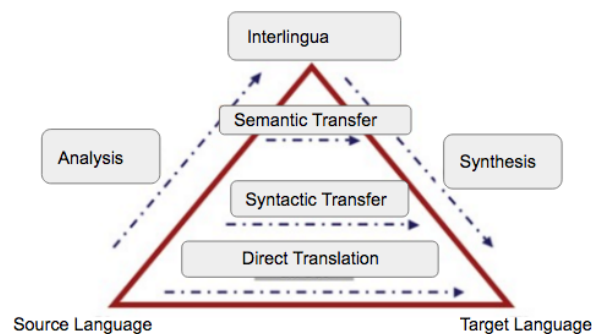 Interlingua
Semantic Transfer
Analysis
Synthesis
Syntactic Transfer
Direct Translation
Source Language
Target Language